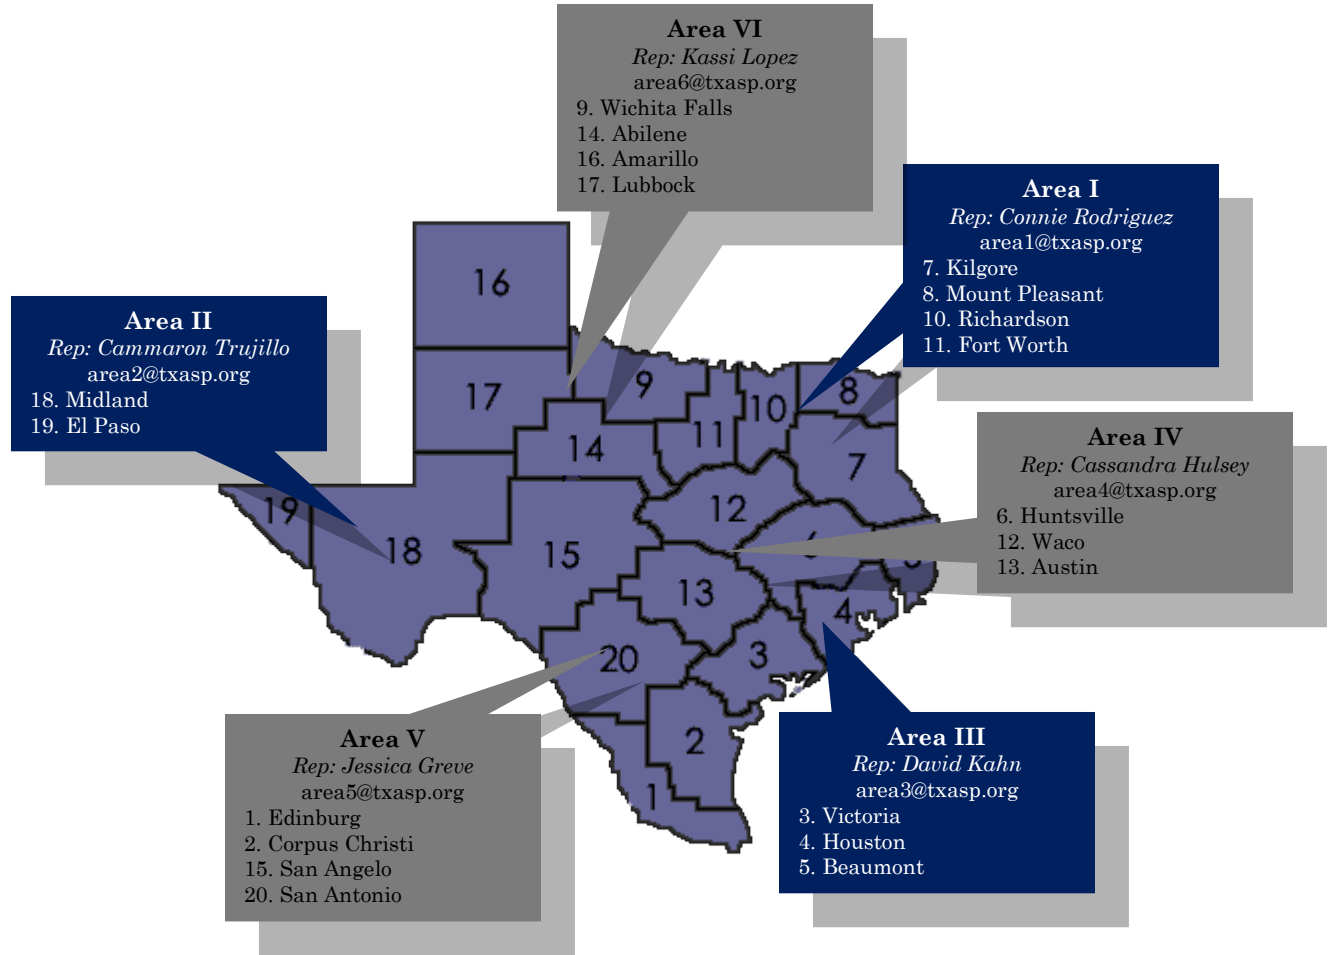 Area VI
Rep: Kassi Lopez
area6@txasp.org
9. Wichita Falls
14. Abilene
16. Amarillo
17. Lubbock
Area I
Rep: Connie Rodriguez
area1@txasp.org
7. Kilgore
8. Mount Pleasant
10. Richardson
11. Fort Worth
Area II
Rep: Cammaron Trujillo
area2@txasp.org
18. Midland
19. El Paso
Area IV
Rep: Cassandra Hulsey
area4@txasp.org
6. Huntsville
12. Waco
13. Austin
Area V
Rep: Jessica Greve
area5@txasp.org
1. Edinburg
2. Corpus Christi
15. San Angelo
20. San Antonio
Area III
Rep: David Kahn
area3@txasp.org
3. Victoria
4. Houston
5. Beaumont
16
17
9
10
8
11
14
7
12
19
18
15
13
4
20
3
2
1